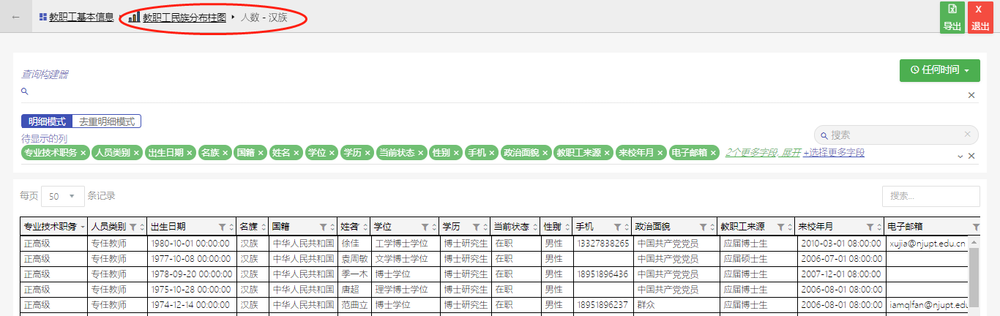 ← 教职工基本信息 教职工民族分布柱图 人数 - 汉族
导出
X 退出
查询构建器
任何时间
明细模式 去重明细模式
待显示的列
搜索
专业技术职务 × 人员类别 × 出生日期 × 名族 × 国籍 × 姓名 × 学位 × 学历 × 当前状态 × 性别 × 手机 × 政治面貌 × 教职工来源 × 来校年月 × 电子邮箱 × 2个更多字段, 展开 +选择更多字段
每页 50 条记录
搜索...
专业技术职务 人员类别 出生日期 名族 国籍 姓名 学位 学历 当前状态 性别 手机 政治面貌 教职工来源 来校年月 电子邮箱
正高级 专任教师 1980-10-01 00:00:00 汉族 中华人民共和国 徐佳 工学博士学位 博士研究生 在职 男性 13327838265 中国共产党党员 应届博士生 2010-03-01 08:00:00 xujia@njupt.edu.cn
正高级 专任教师 1977-10-08 00:00:00 汉族 中华人民共和国 袁周敏 文学博士学位 博士研究生 在职 男性 中国共产党党员 应届硕士生 2006-07-01 08:00:00
正高级 专任教师 1978-09-20 00:00:00 汉族 中华人民共和国 季一木 博士学位 博士研究生 在职 男性 18951896436 中国共产党党员 应届博士生 2007-12-01 08:00:00
正高级 专任教师 1975-10-28 00:00:00 汉族 中华人民共和国 唐超 理学博士学位 博士研究生 在职 男性 中国共产党党员 应届博士生 2006-08-01 08:00:00
正高级 专任教师 1974-12-14 00:00:00 汉族 中华人民共和国 范曲立 博士学位 博士研究生 在职 男性 18951896237 群众 应届博士生 2006-08-01 08:00:00 iamqlfan@njupt.edu